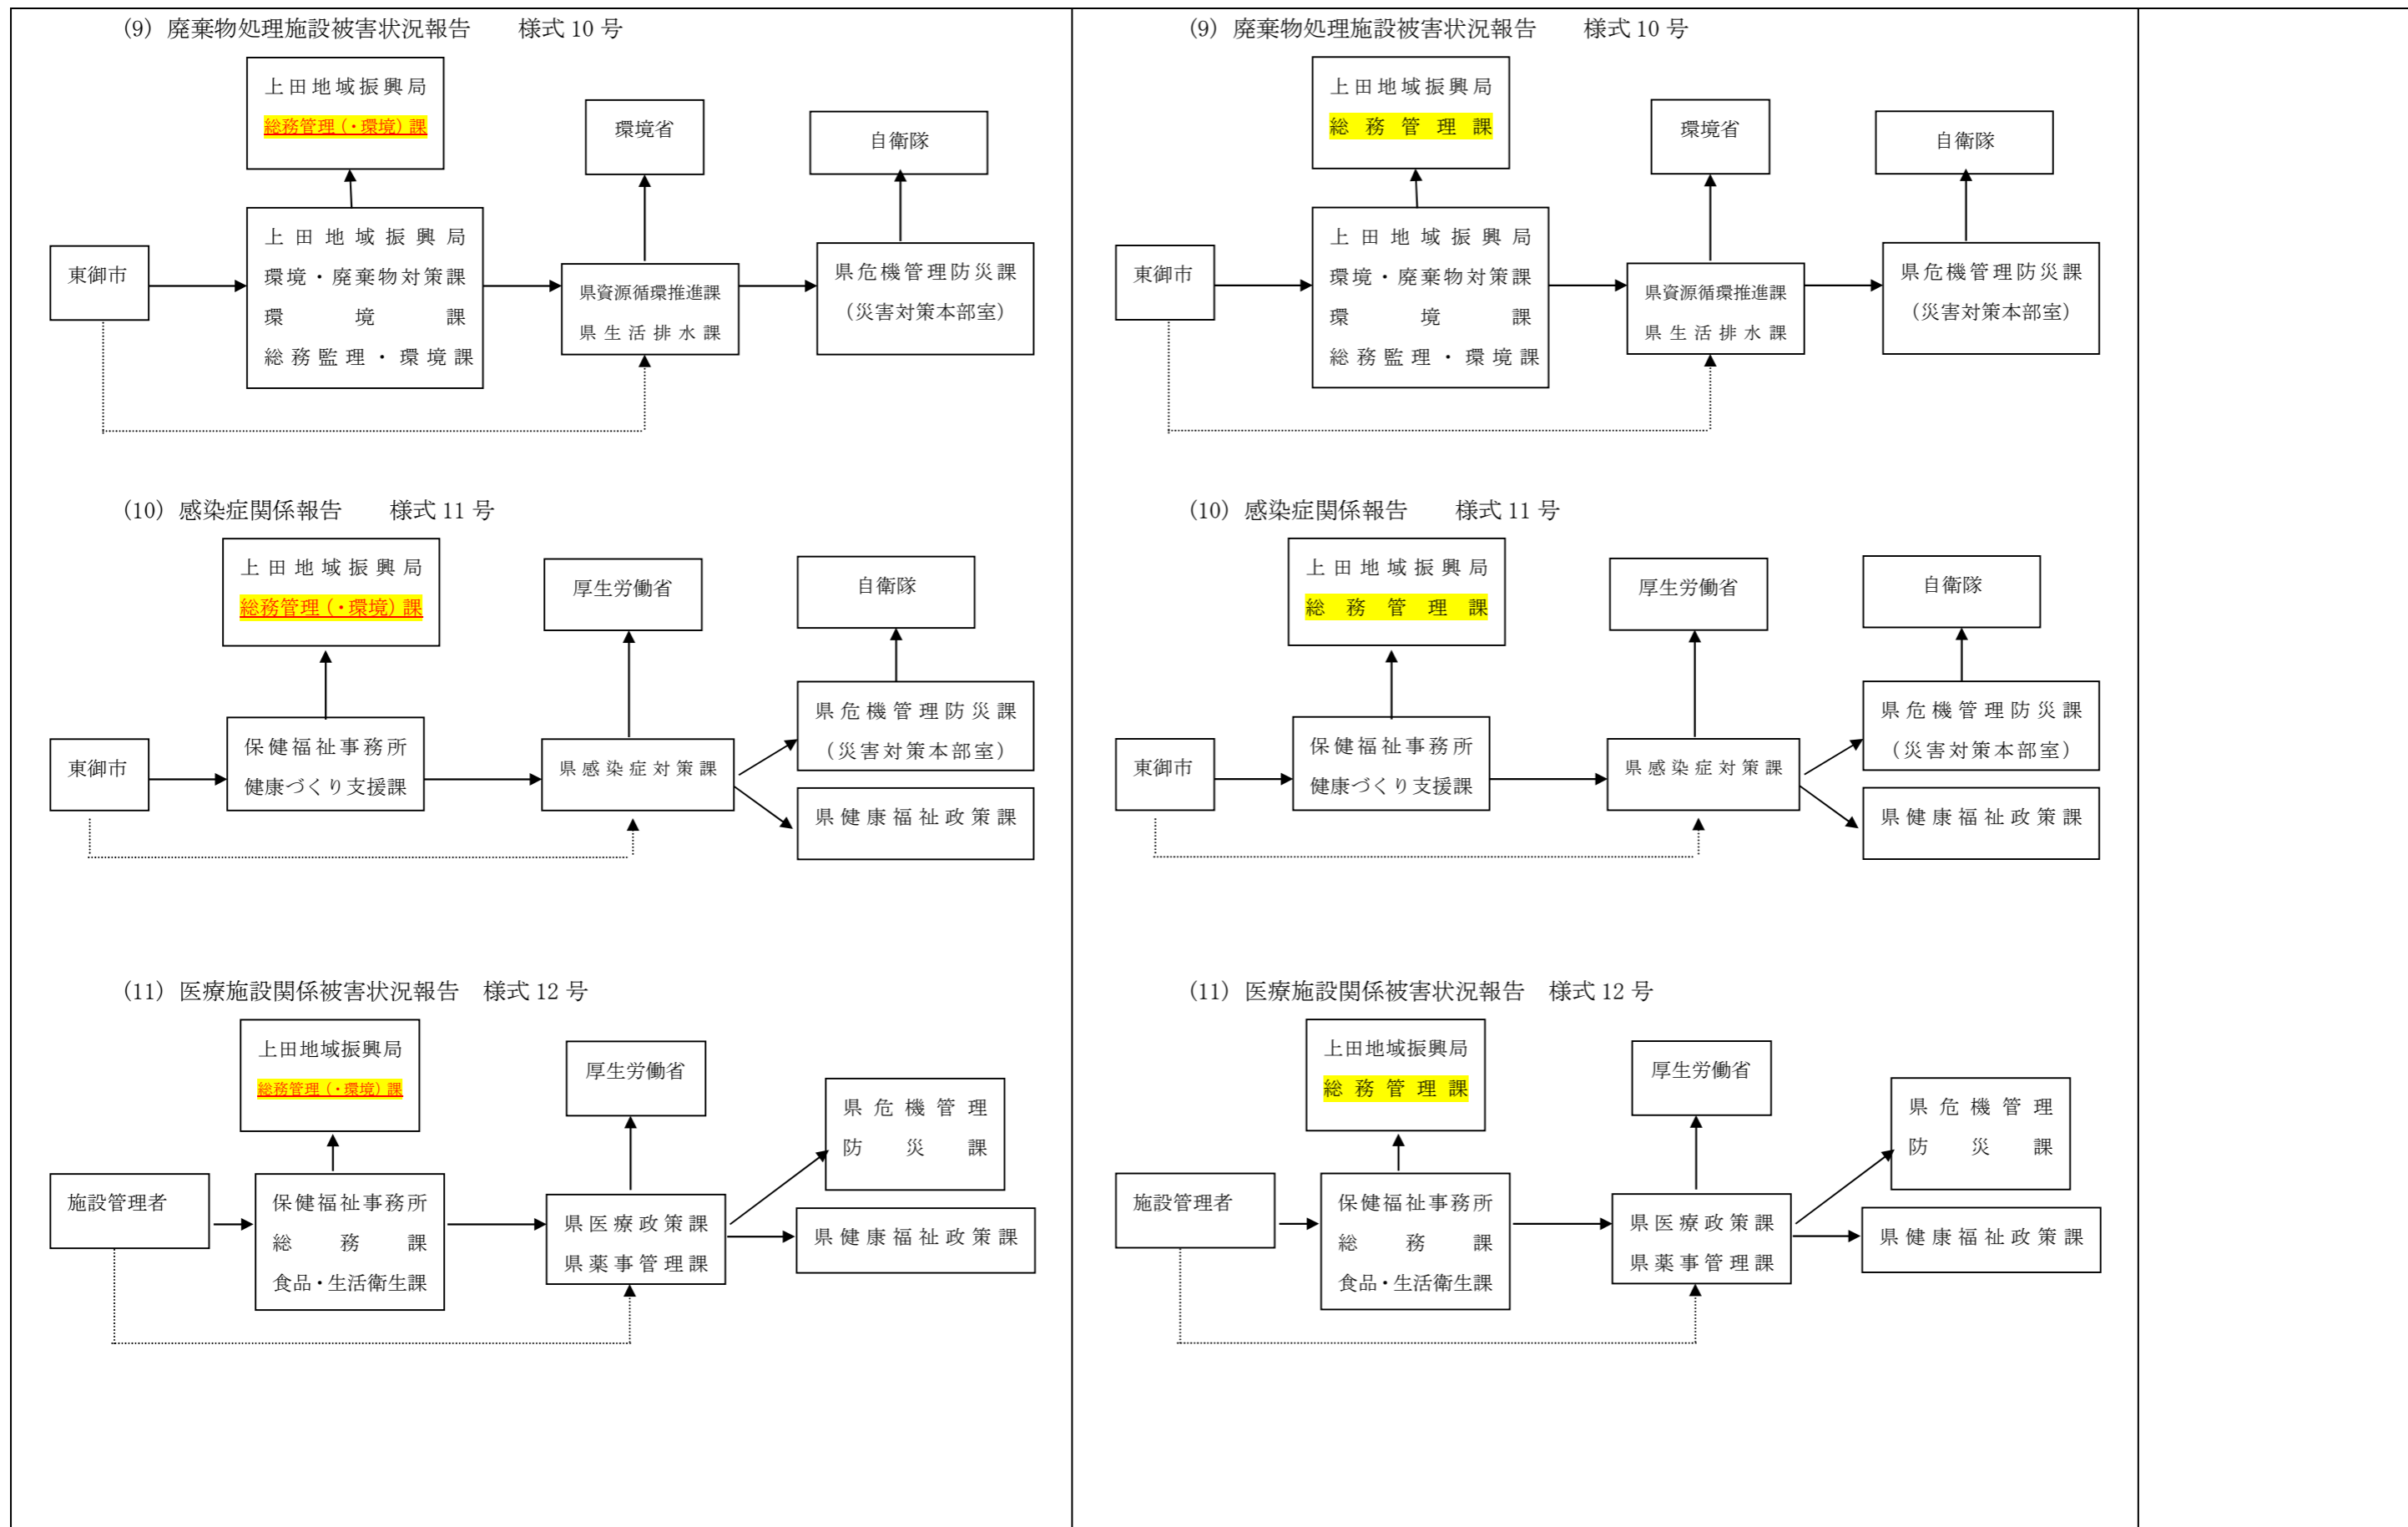 (9) 廃棄物処理施設被害状況報告　様式 10 号
上田地域振興局
総務管理（・環境）課
環境省
自衛隊
東御市
上田地域振興局
環境・廃棄物対策課
環境課
総務監理・環境課
県資源循環推進課
県生活排水課
県危機管理防災課
（災害対策本部室）
(10) 感染症関係報告　様式 11 号
上田地域振興局
総務管理（・環境）課
厚生労働省
自衛隊
東御市
保健福祉事務所
健康づくり支援課
県感染症対策課
県危機管理防災課
（災害対策本部室）
県健康福祉政策課
(11) 医療施設関係被害状況報告　様式 12 号
上田地域振興局
総務管理（・環境）課
厚生労働省
県危機管理
防災課
施設管理者
保健福祉事務所
総務課
食品・生活衛生課
県医療政策課
県薬事管理課
県健康福祉政策課
(9) 廃棄物処理施設被害状況報告　様式 10 号
上田地域振興局
総務管理課
環境省
自衛隊
東御市
上田地域振興局
環境・廃棄物対策課
環境課
総務監理・環境課
県資源循環推進課
県生活排水課
県危機管理防災課
（災害対策本部室）
(10) 感染症関係報告　様式 11 号
上田地域振興局
総務管理課
厚生労働省
自衛隊
東御市
保健福祉事務所
健康づくり支援課
県感染症対策課
県危機管理防災課
（災害対策本部室）
県健康福祉政策課
(11) 医療施設関係被害状況報告　様式 12 号
上田地域振興局
総務管理課
厚生労働省
県危機管理
防災課
施設管理者
保健福祉事務所
総務課
食品・生活衛生課
県医療政策課
県薬事管理課
県健康福祉政策課